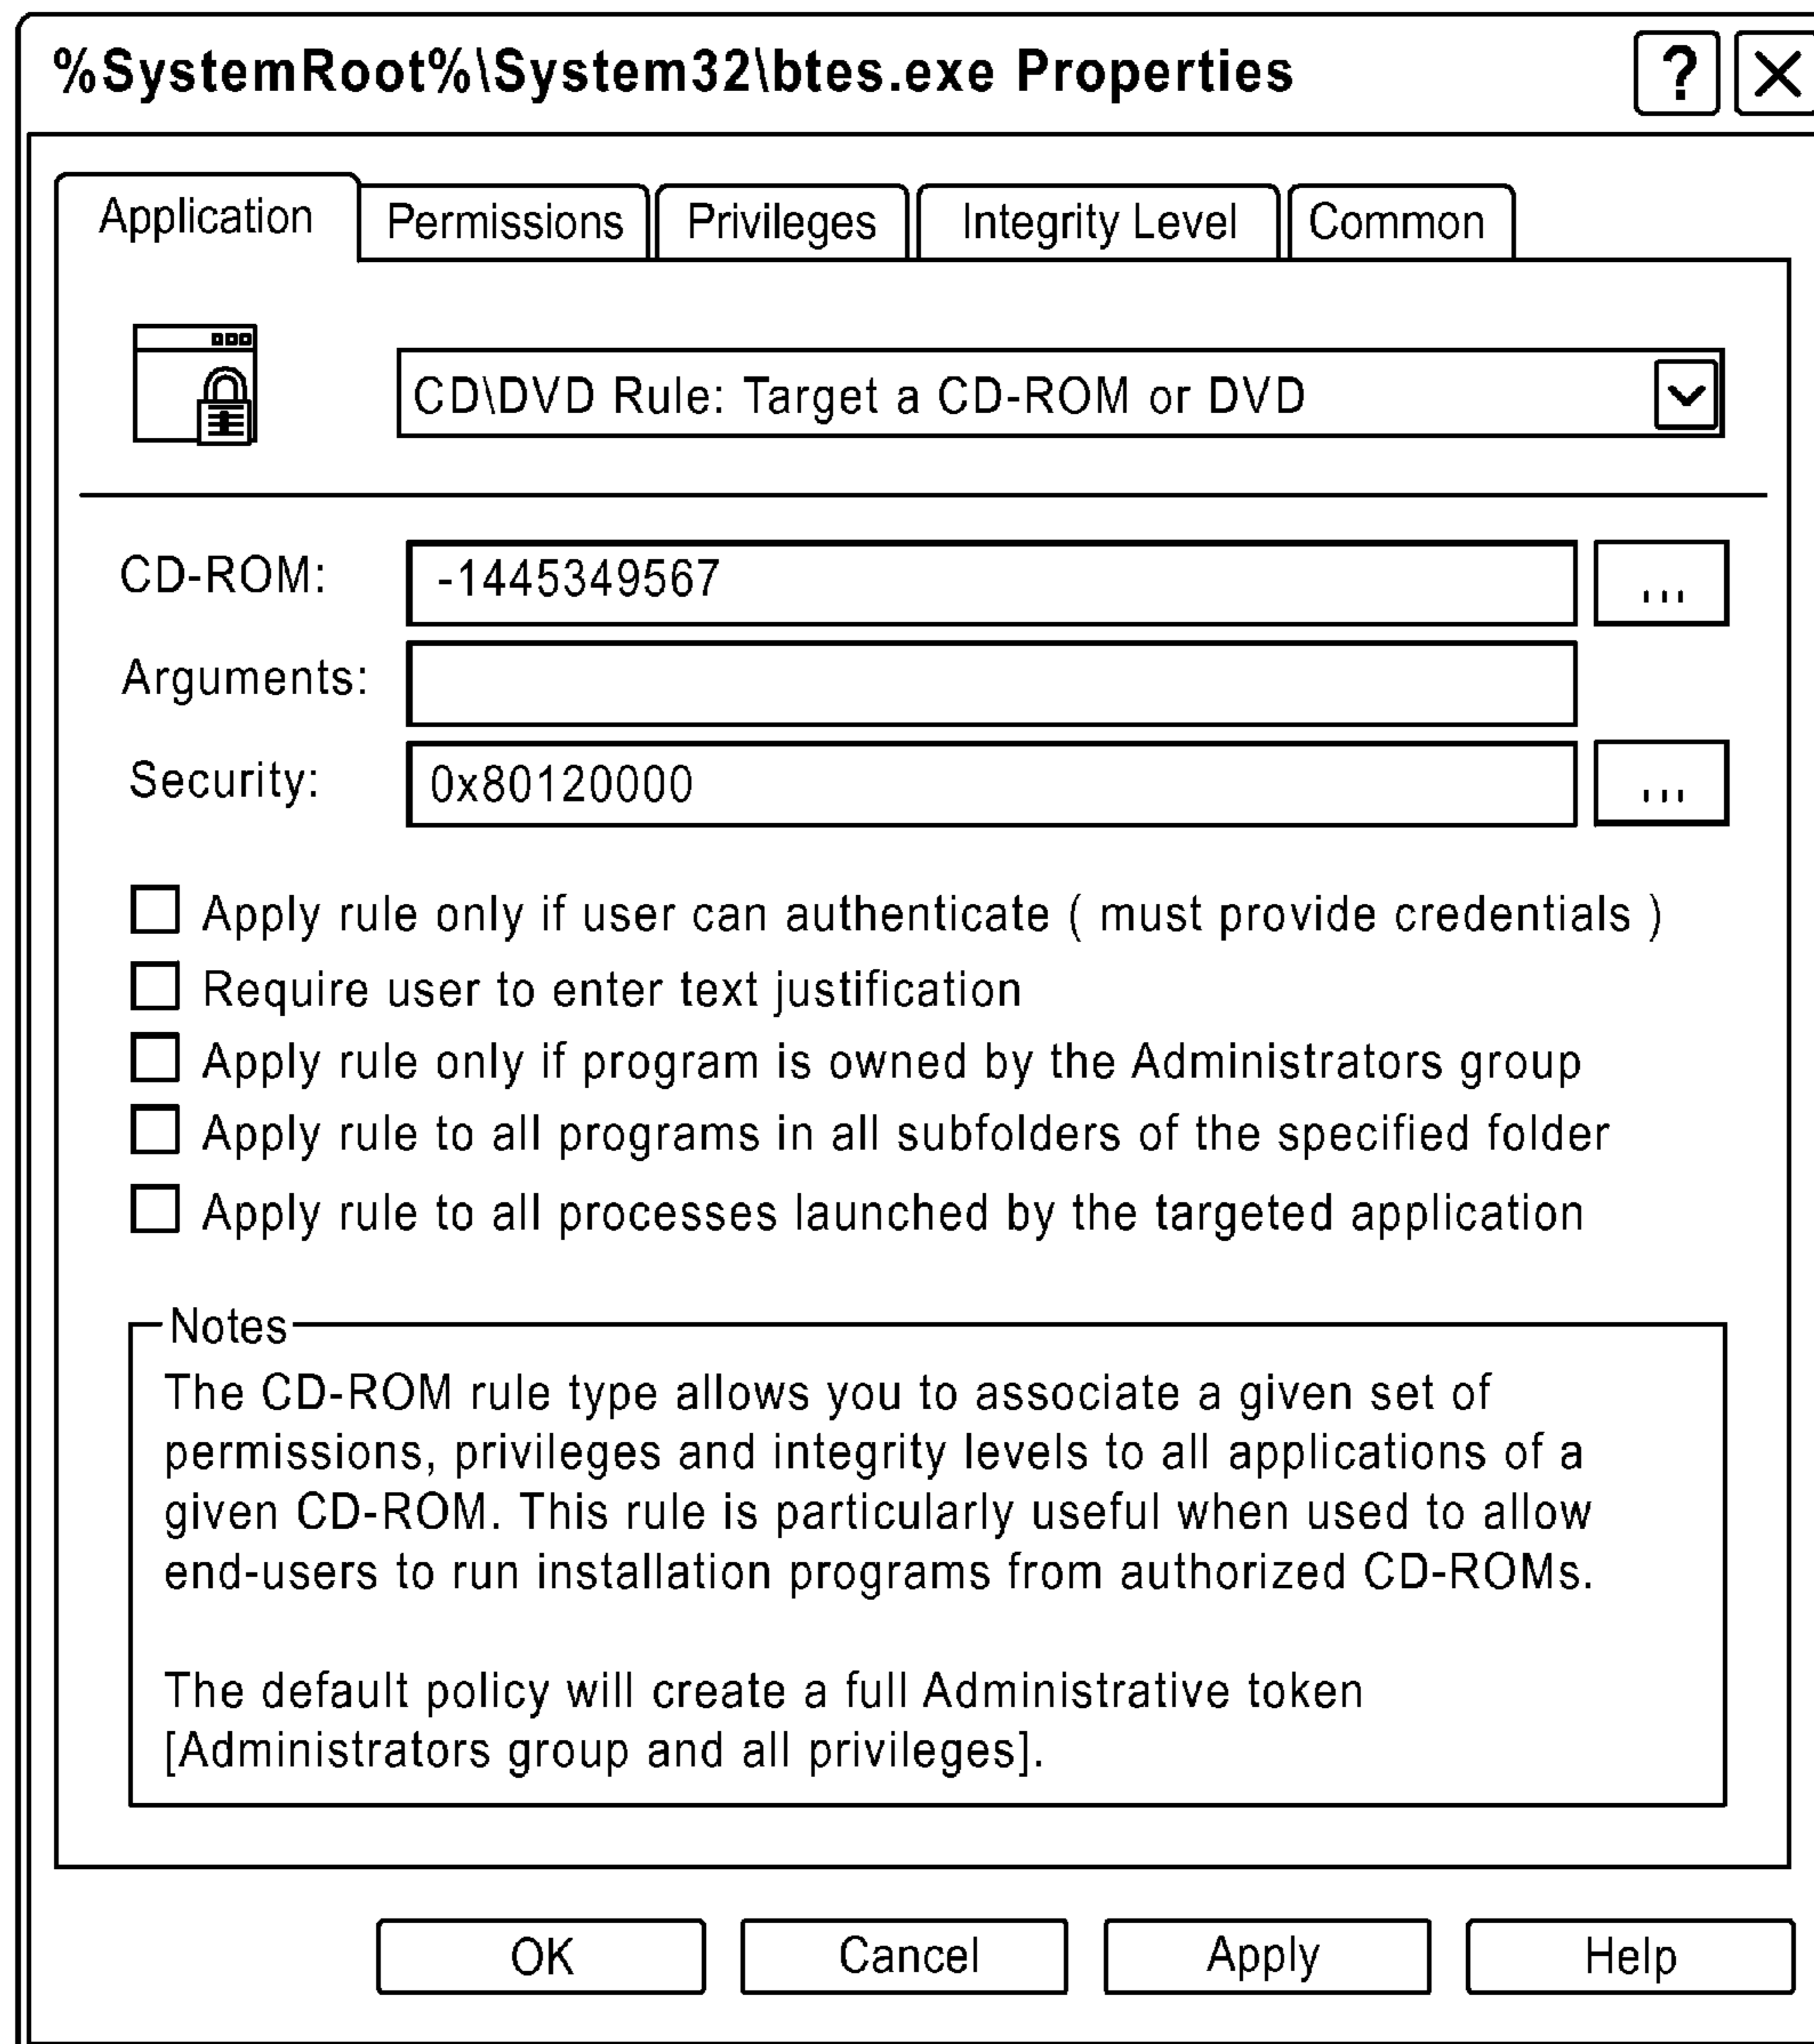 %SystemRoot%\System32\btes.exe Properties ? X
Application Permissions Privileges Integrity Level Common
CD\DVD Rule: Target a CD-ROM or DVD
CD-ROM: -1445349567 ...
Arguments:
Security: 0x80120000 ...
Apply rule only if user can authenticate ( must provide credentials )
Require user to enter text justification
Apply rule only if program is owned by the Administrators group
Apply rule to all programs in all subfolders of the specified folder
Apply rule to all processes launched by the targeted application
Notes
The CD-ROM rule type allows you to associate a given set of
permissions, privileges and integrity levels to all applications of a
given CD-ROM. This rule is particularly useful when used to allow
end-users to run installation programs from authorized CD-ROMs.
The default policy will create a full Administrative token
[Administrators group and all privileges].
OK Cancel Apply Help